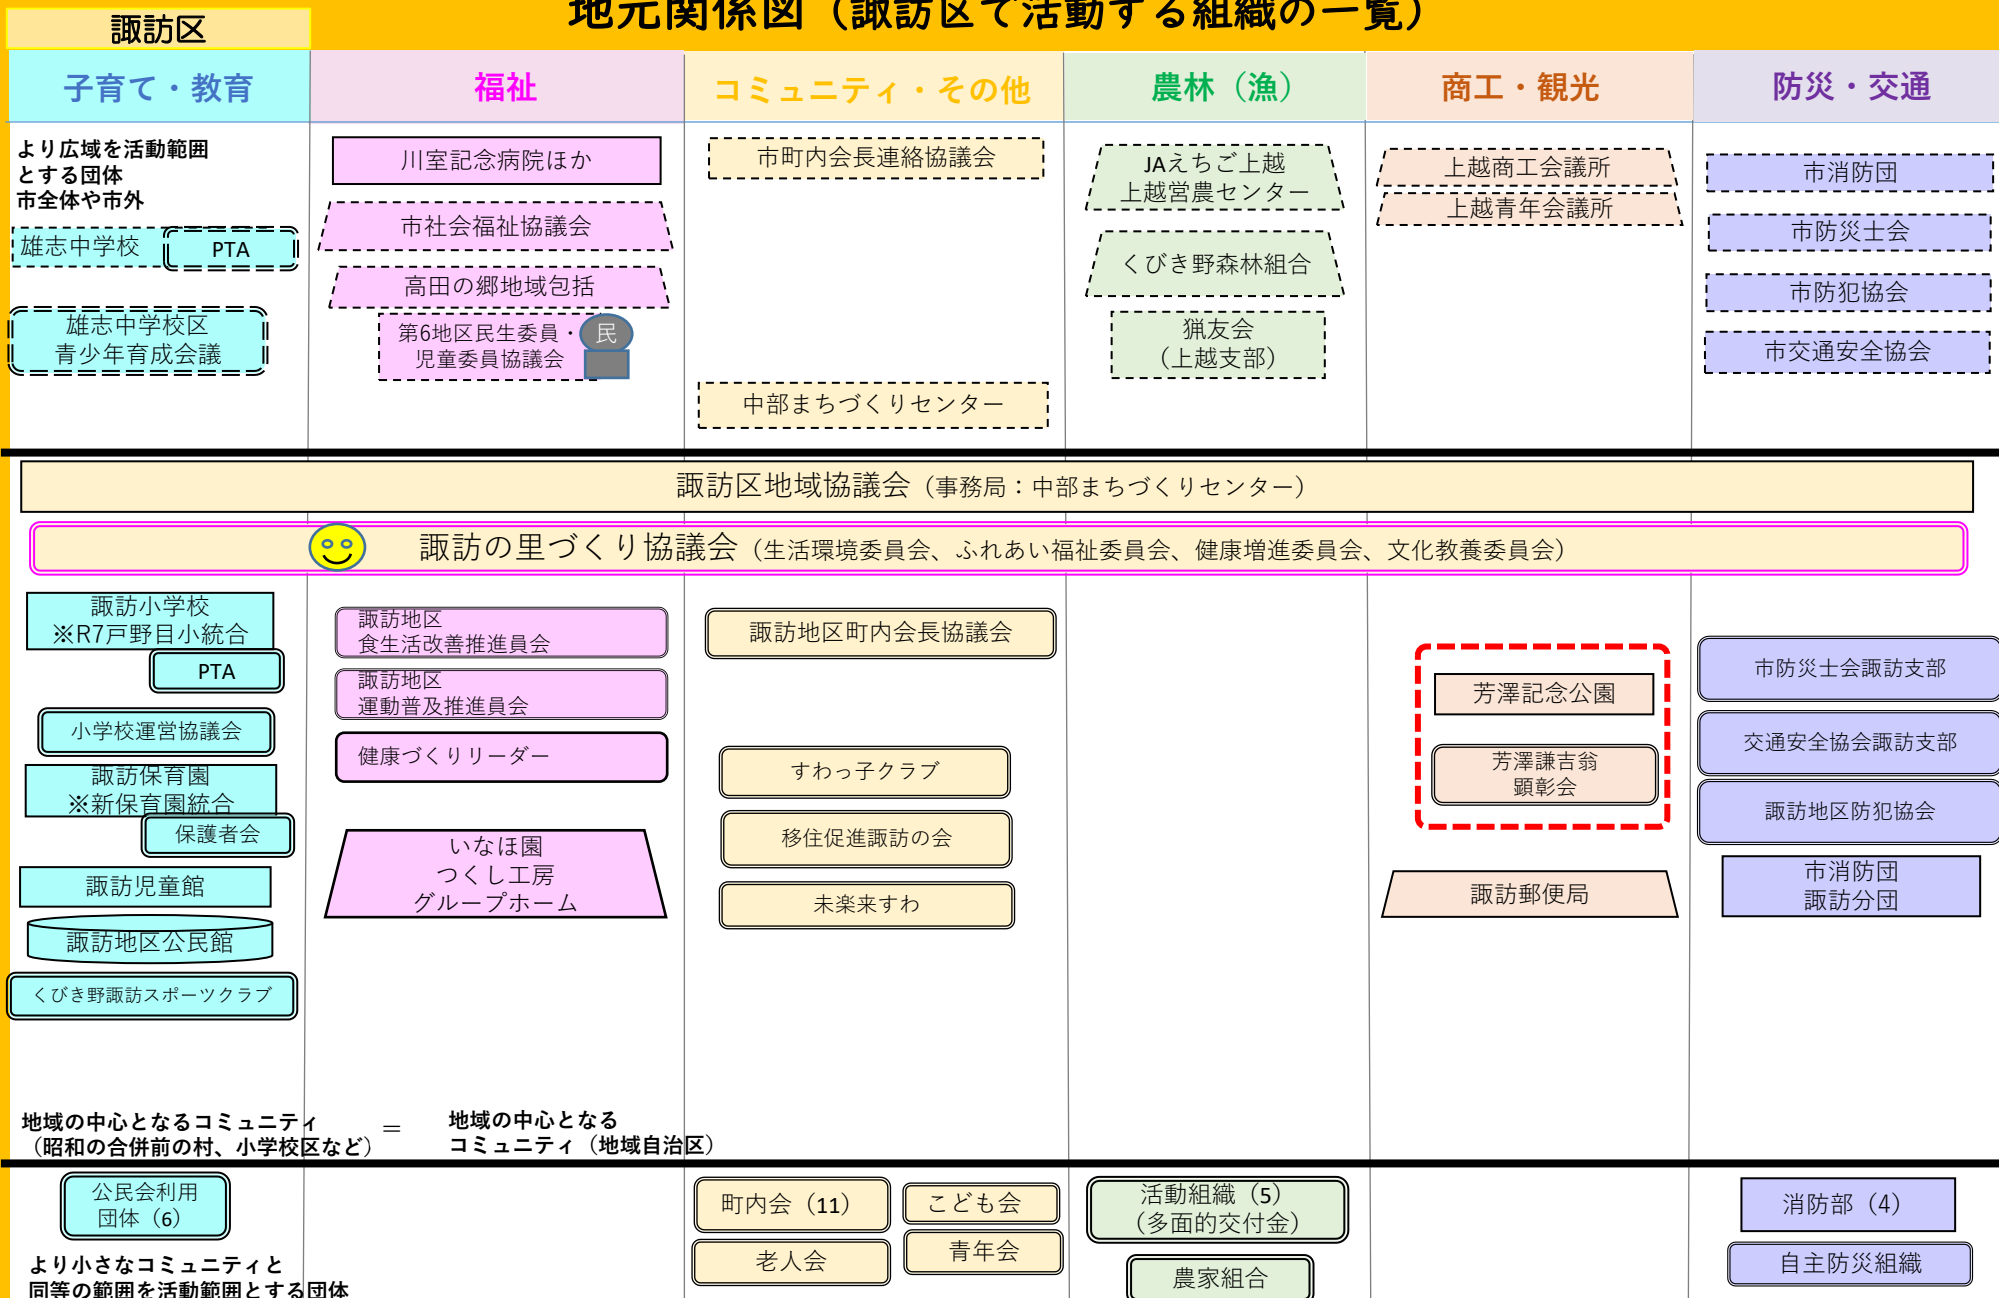 地元関係図（諏訪区で活動する組織の一覧）
諏訪区
子育て・教育
福祉
コミュニティ・その他
農林（漁）
商工・観光
防災・交通
より広域を活動範囲
とする団体
市全体や市外
雄志中学校
PTA
雄志中学校区
青少年育成会議
川室記念病院ほか
市社会福祉協議会
高田の郷地域包括
第6地区民生委員・
児童委員協議会
民
市町内会長連絡協議会
中部まちづくりセンター
JAえちご上越
上越営農センター
くびき野森林組合
猟友会
（上越支部）
上越商工会議所
上越青年会議所
市消防団
市防災士会
市防犯協会
市交通安全協会
諏訪区地域協議会（事務局：中部まちづくりセンター）
諏訪の里づくり協議会（生活環境委員会、ふれあい福祉委員会、健康増進委員会、文化教養委員会）
諏訪小学校
※R7戸野目小統合
PTA
小学校運営協議会
諏訪保育園
※新保育園統合
保護者会
諏訪児童館
諏訪地区公民館
くびき野諏訪スポーツクラブ
諏訪地区
食生活改善推進員会
諏訪地区
運動普及推進員会
健康づくりリーダー
いなほ園
つくし工房
グループホーム
諏訪地区町内会長協議会
すわっ子クラブ
移住促進諏訪の会
未楽来すわ
芳澤記念公園
芳澤謙吉翁
顕彰会
諏訪郵便局
市防災士会諏訪支部
交通安全協会諏訪支部
諏訪地区防犯協会
市消防団
諏訪分団
地域の中心となるコミュニティ
（昭和の合併前の村、小学校区など）
＝
地域の中心となる
コミュニティ（地域自治区）
公民会利用
団体（6）
より小さなコミュニティと
同等の範囲を活動範囲とする団体
町内会（11）
こども会
老人会
青年会
活動組織（5）
（多面的交付金）
農家組合
消防部（4）
自主防災組織